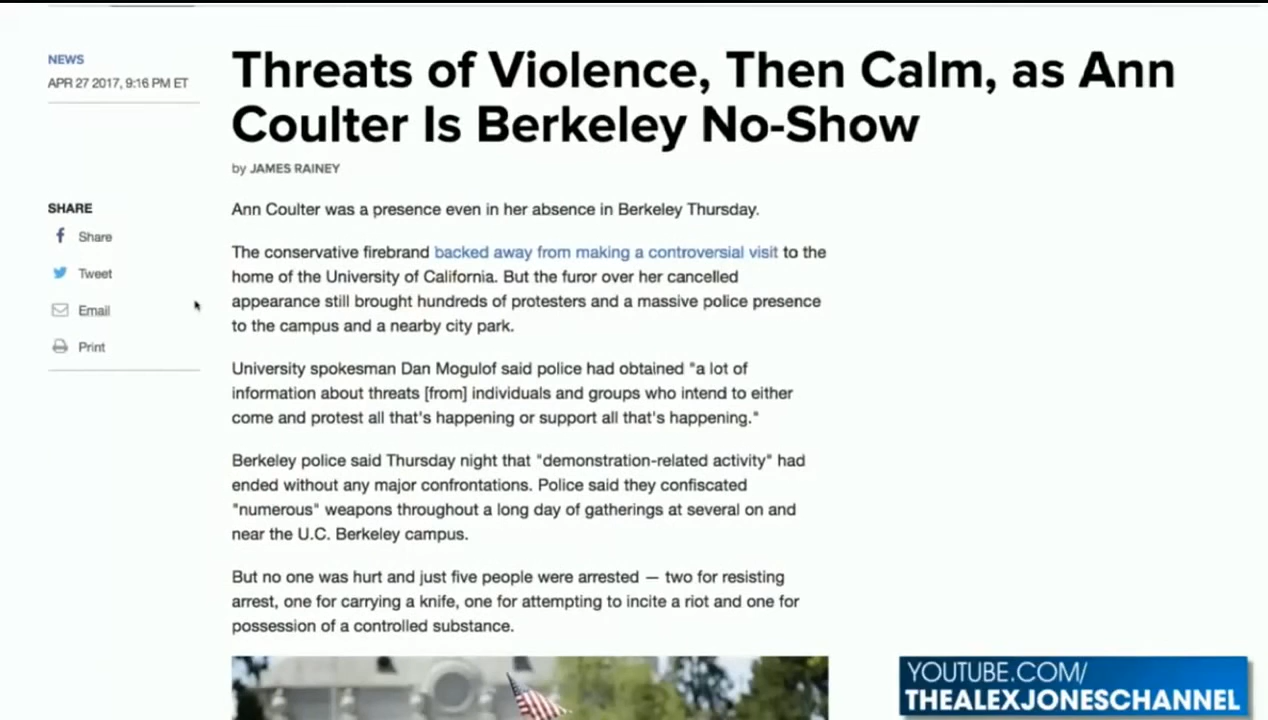 NEWS
APR 27 2017, 9:16 PM ET
Threats of Violence, Then Calm, as Ann
Coulter Is Berkeley No-Show
by JAMES RAINEY
SHARE
Share
Tweet
Email
Print
Ann Coulter was a presence even in her absence in Berkeley Thursday.
The conservative firebrand backed away from making a controversial visit to the
home of the University of California. But the furor over her cancelled
appearance still brought hundreds of protesters and a massive police presence
to the campus and a nearby city park.
University spokesman Dan Mogulof said police had obtained "a lot of
information about threats [from] individuals and groups who intend to either
come and protest all that's happening or support all that's happening."
Berkeley police said Thursday night that "demonstration-related activity" had
ended without any major confrontations. Police said they confiscated
"numerous" weapons throughout a long day of gatherings at several on and
near the U.C. Berkeley campus.
But no one was hurt and just five people were arrested — two for resisting
arrest, one for carrying a knife, one for attempting to incite a riot and one for
possession of a controlled substance.
YOUTUBE.COM/
THEALEXJONESCHANNEL